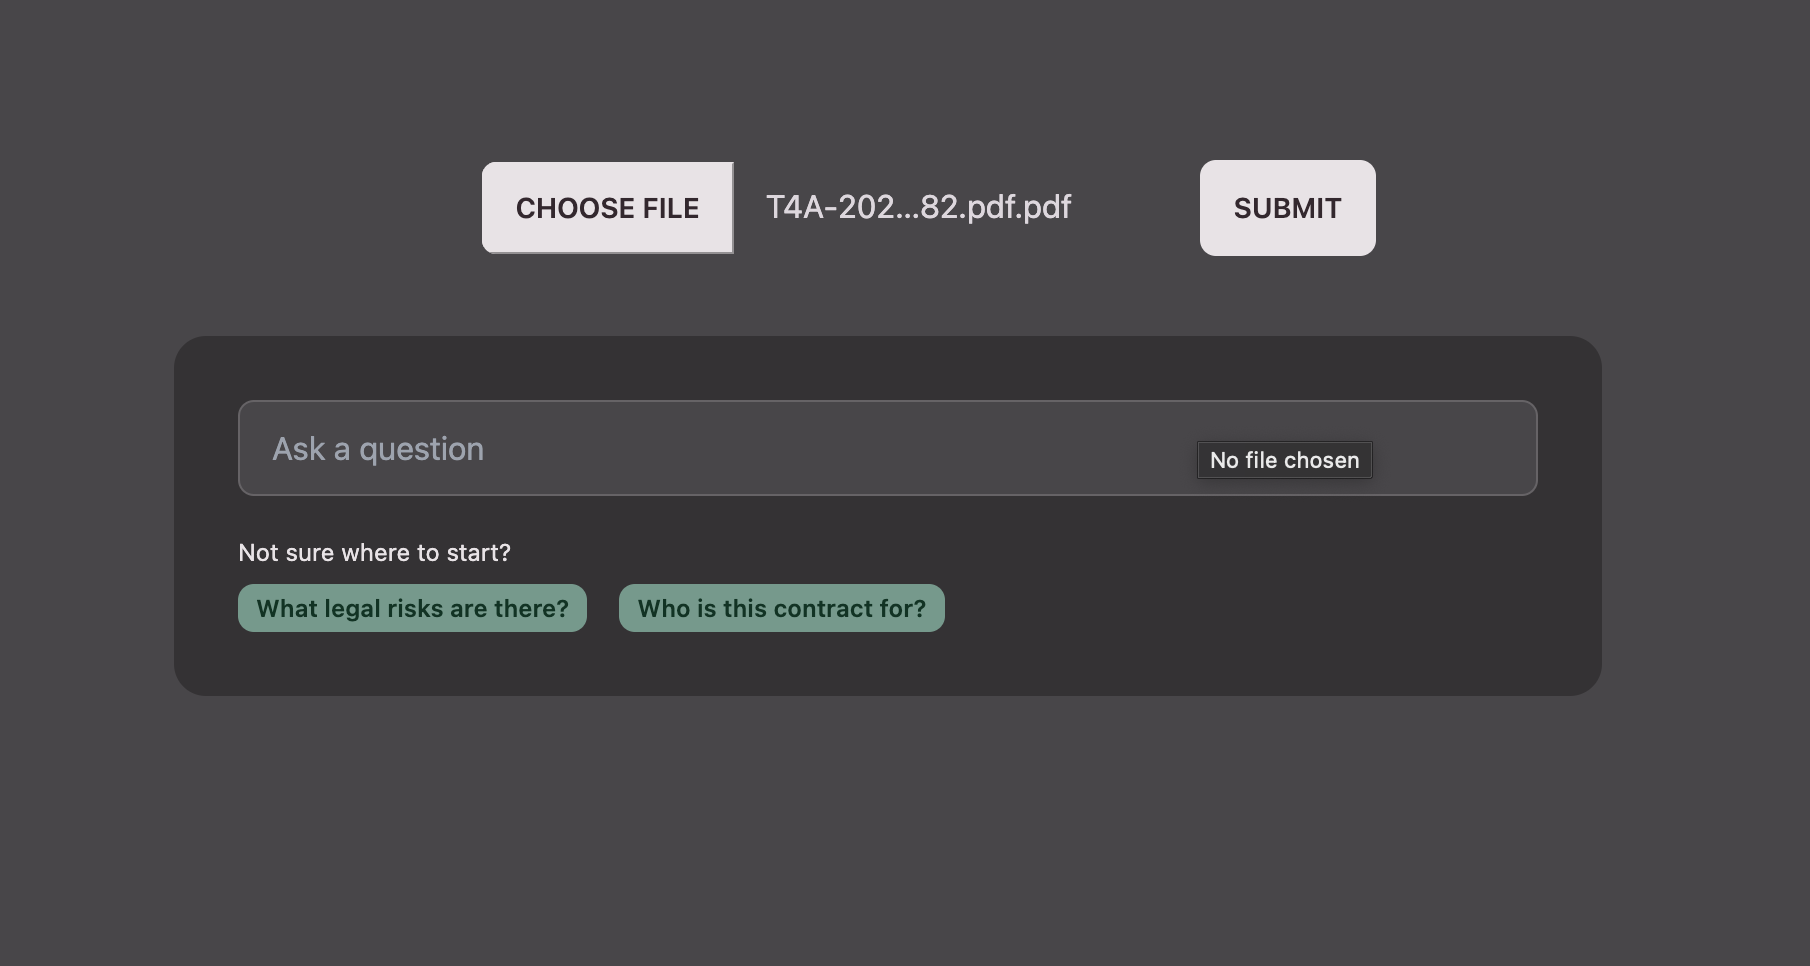 CHOOSE FILE T4A-202...82.pdf.pdf SUBMIT
Ask a question
No file chosen
Not sure where to start?
What legal risks are there? Who is this contract for?